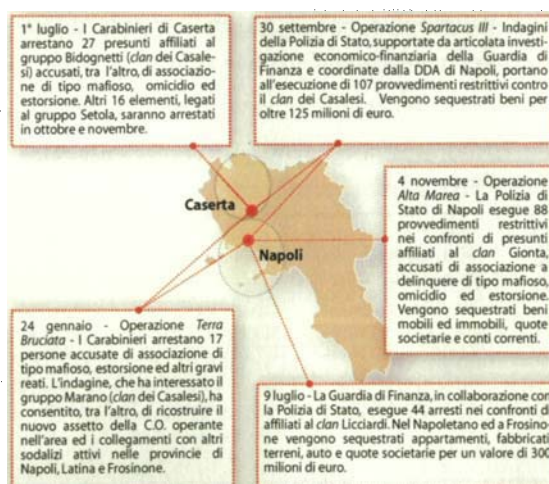 1° luglio - I Carabinieri di Caserta
arrestano 27 presunti affiliati al
gruppo Bidognetti (clan dei Casale-
si) accusati, tra l'altro, di associazio-
ne di tipo mafioso, omicidio ed
estorsione. Altri 16 elementi, legati
al gruppo Setola, saranno arrestati
in ottobre e novembre.
30 settembre - Operazione Spartacus III - Indagini
della Polizia di Stato, supportate da articolata investi-
gazione economico-finanziaria della Guardia di
Finanza e coordinate dalla DDA di Napoli, portano
all'esecuzione di 107 provvedimenti restrittivi contro
il clan dei Casalesi. Vengono sequestrati beni per
oltre 125 milioni di euro.
Caserta
Napoli
4 novembre - Operazione
Alta Marea - La Polizia di
Stato di Napoli esegue 88
provvedimenti restrittivi
nei confronti di presunti
affiliati al clan Gionta,
accusati di associazione a
delinquere di tipo mafioso,
omicidio ed estorsione.
Vengono sequestrati beni
mobili ed immobili, quote
societarie e conti correnti.
24 gennaio - Operazione Terra
Bruciata - I Carabinieri arrestano 17
persone accusate di associazione di
tipo mafioso, estorsione ed altri gravi
reati. L'indagine, che ha interessato il
gruppo Marano (clan dei Casalesi), ha
consentito, tra l'altro, di ricostruire il
nuovo assetto della C.O. operante
nell'area ed i collegamenti con altri
sodalizi attivi nelle provincie di
Napoli, Latina e Frosinone.
9 luglio - La Guardia di Finanza, in collaborazione con
la Polizia di Stato, esegue 44 arresti nei confronti di
affiliati al clan Licciardi. Nel Napoletano ed a Frosino-
ne vengono sequestrati appartamenti, fabbricati
terreni, auto e quote societarie per un valore di 300
milioni di euro.